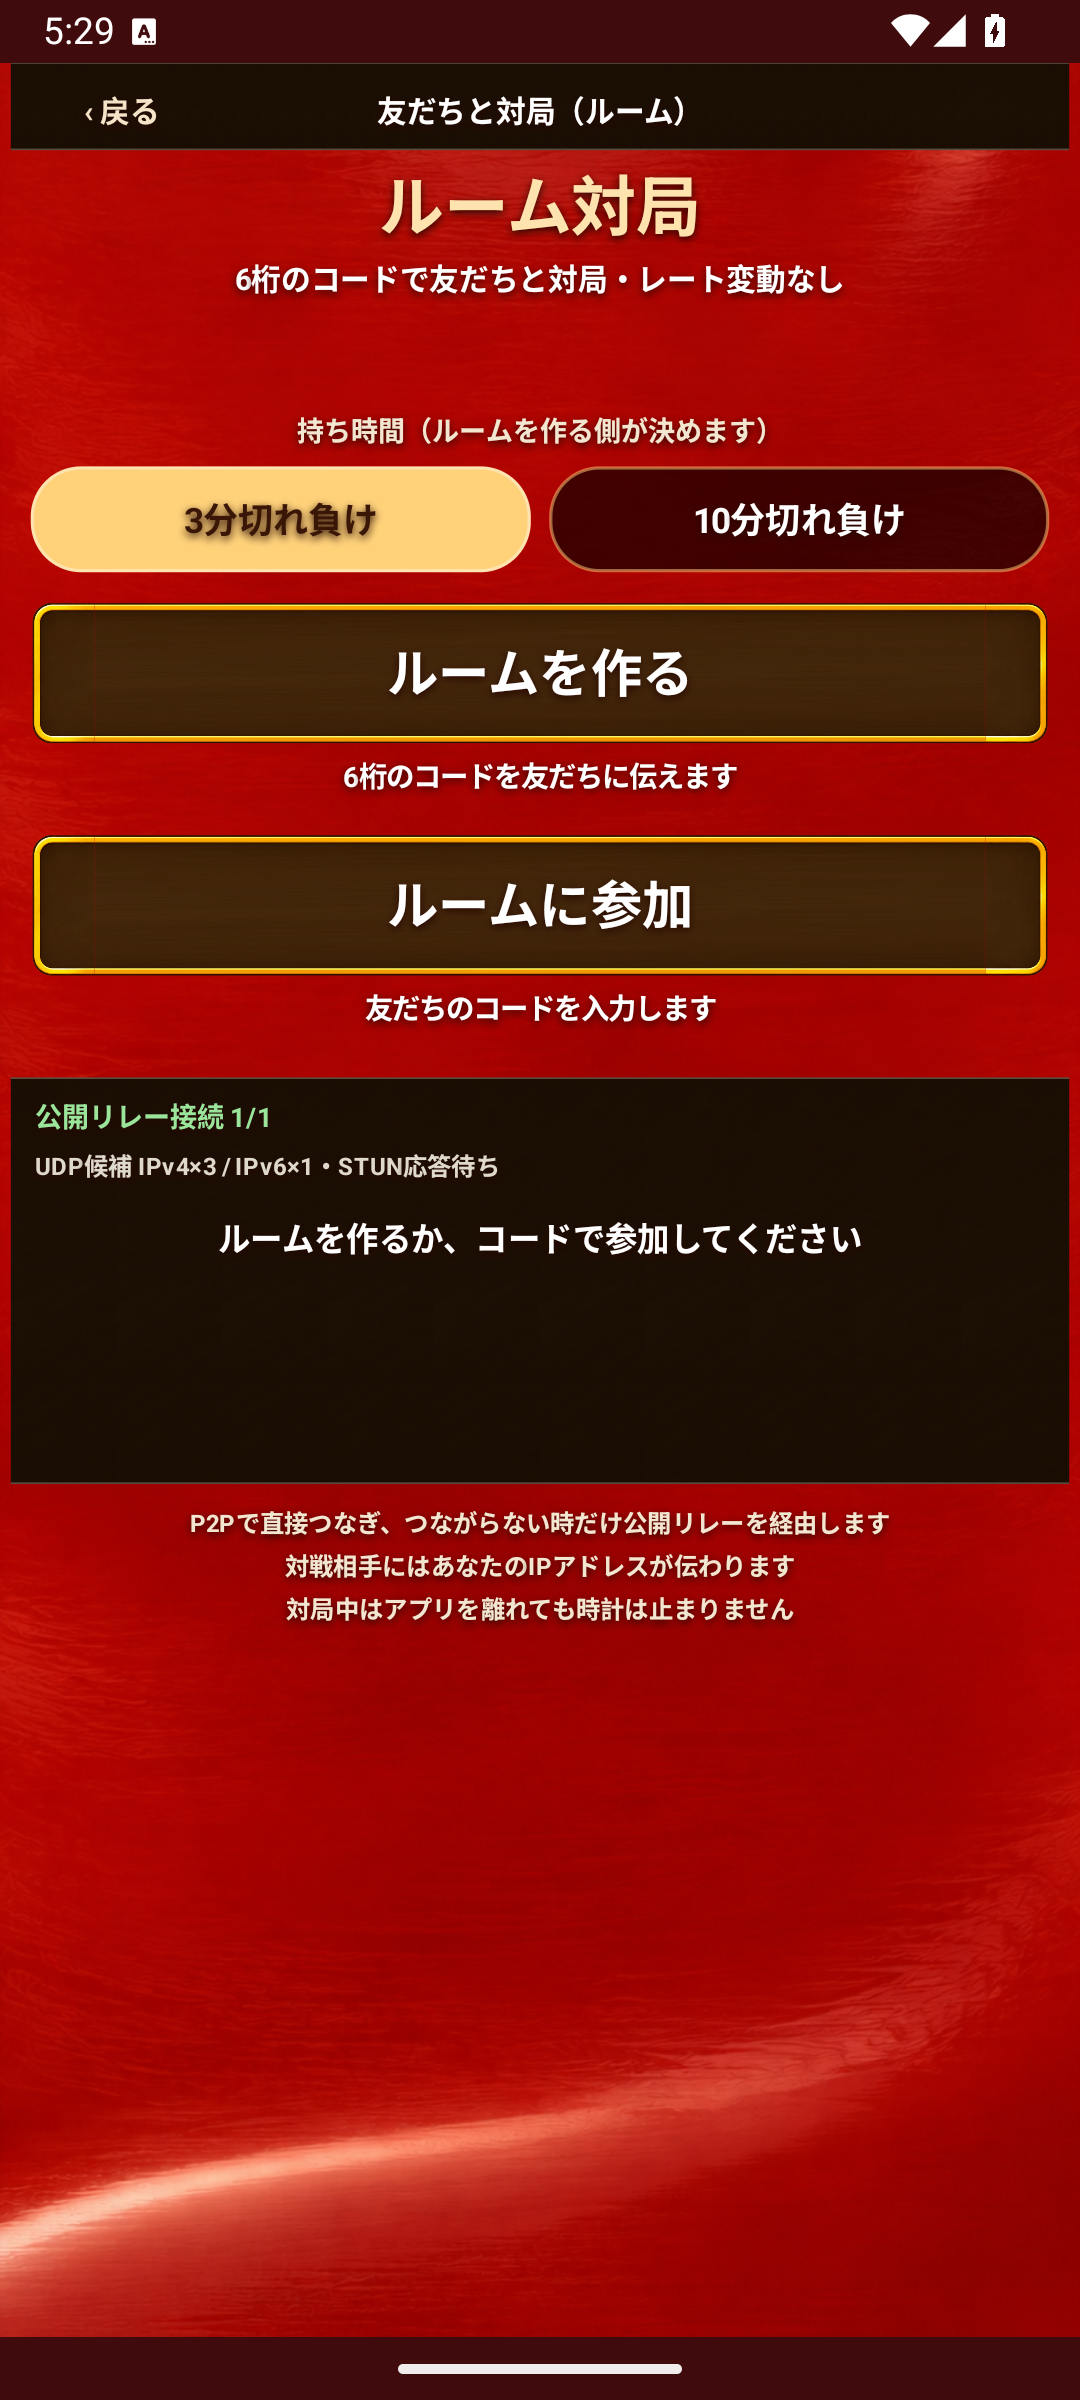 5:29
‹ 戻る
友だちと対局（ルーム）
ルーム対局
6桁のコードで友だちと対局・レート変動なし
持ち時間（ルームを作る側が決めます）
3分切れ負け
10分切れ負け
ルームを作る
6桁のコードを友だちに伝えます
ルームに参加
友だちのコードを入力します
公開リレー接続 1/1
UDP候補 IPv4×3 / IPv6×1・STUN応答待ち
ルームを作るか、コードで参加してください
P2Pで直接つなぎ、つながらない時だけ公開リレーを経由します
対戦相手にはあなたのIPアドレスが伝わります
対局中はアプリを離れても時計は止まりません